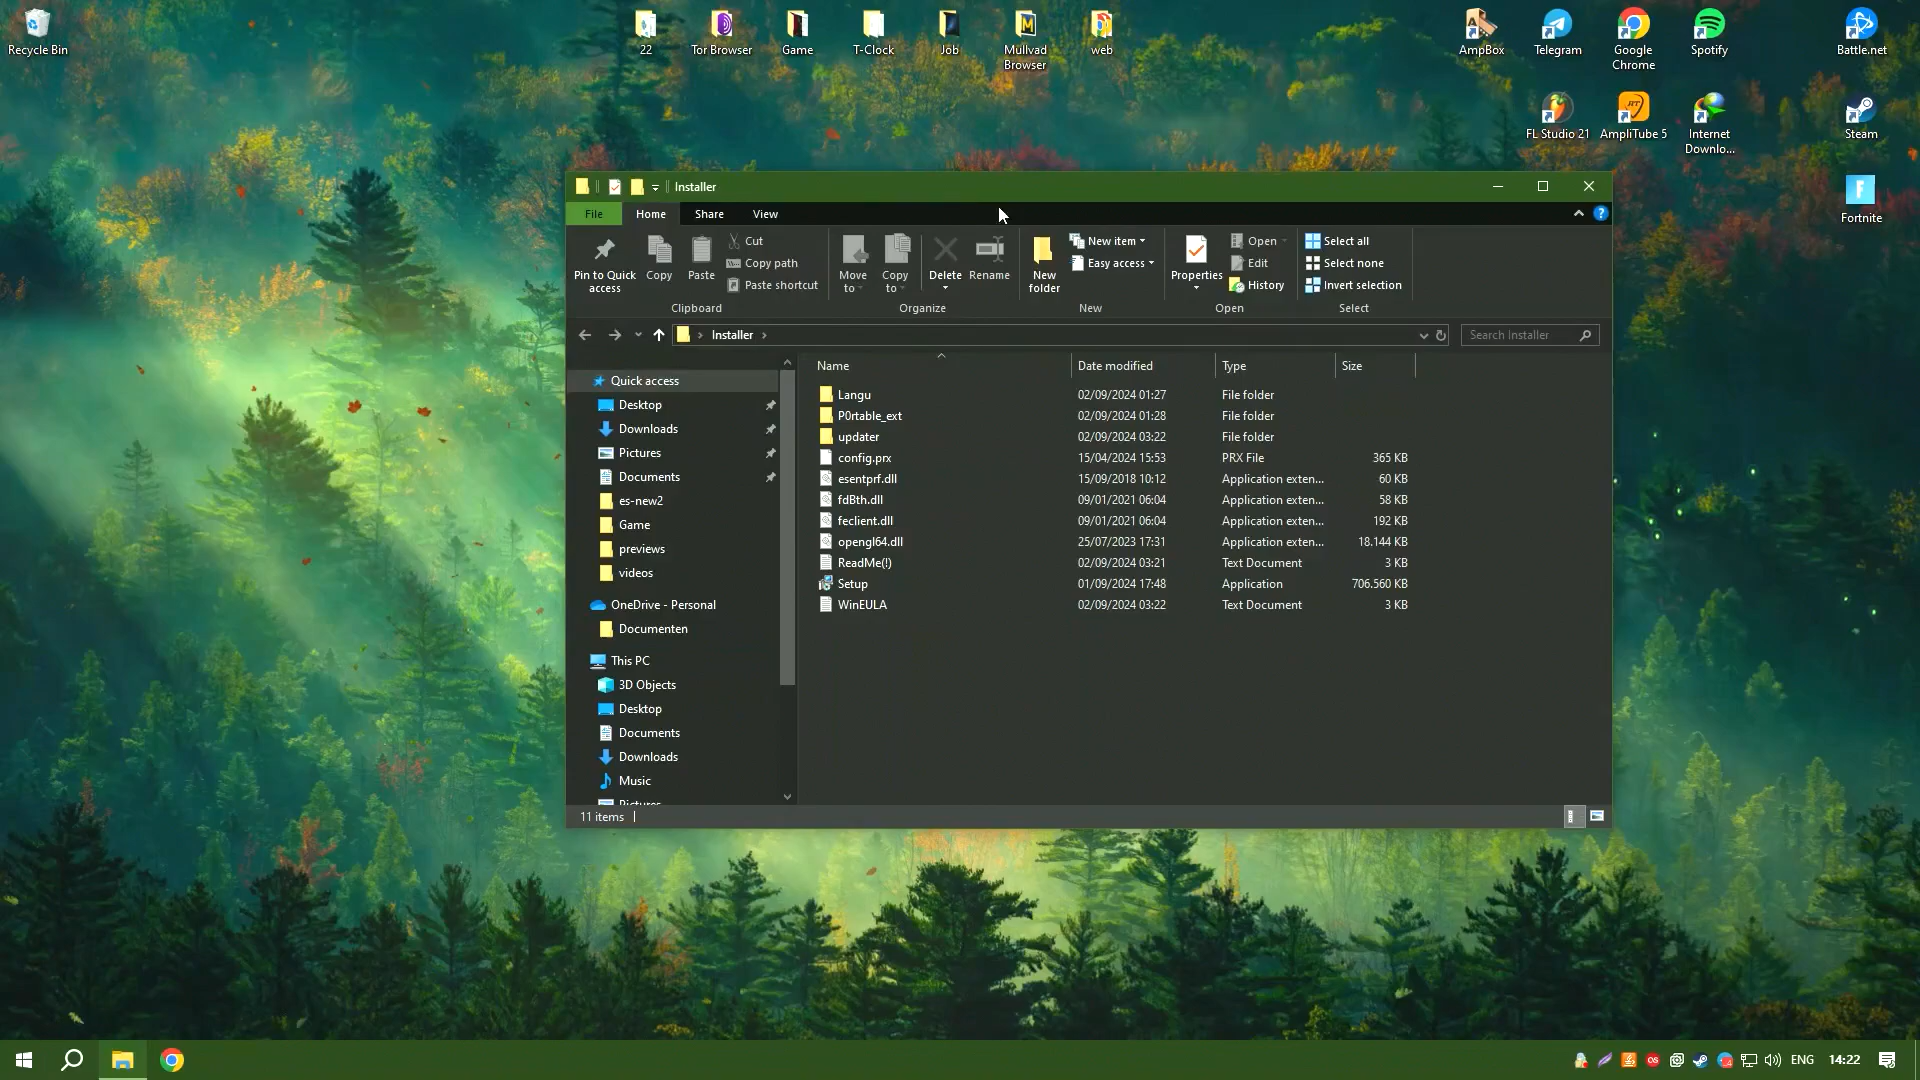 Recycle Bin
22
Tor Browser
Game
T-Clock
Job
Mullvad
Browser
web
AmpBox
Telegram
Google
Chrome
Spotify
Battle.net
FL Studio 21
AmpliTube 5
Internet
Downlo...
Steam
Fortnite
Installer
File
Home
Share
View
Pin to Quick
access
Copy
Paste
Cut
Copy path
Paste shortcut
Clipboard
Move
to
Copy
to
Delete
Rename
Organize
New
folder
New item
Easy access
New
Properties
Open
Edit
History
Open
Select all
Select none
Invert selection
Select
Installer
Search Installer
Quick access
Desktop
Downloads
Pictures
Documents
es-new2
Game
previews
videos
OneDrive - Personal
Documenten
This PC
3D Objects
Desktop
Documents
Downloads
Music
Pictures
Name Date modified Type Size
Langu 02/09/2024 01:27 File folder
P0rtable_ext 02/09/2024 01:28 File folder
updater 02/09/2024 03:22 File folder
config.prx 15/04/2024 15:53 PRX File 365 KB
esentprf.dll 15/09/2018 10:12 Application exten... 60 KB
fdBth.dll 09/01/2021 06:04 Application exten... 58 KB
feclient.dll 09/01/2021 06:04 Application exten... 192 KB
opengl64.dll 25/07/2023 17:31 Application exten... 18.144 KB
ReadMe(!) 02/09/2024 03:21 Text Document 3 KB
Setup 01/09/2024 17:48 Application 706.560 KB
WinEULA 02/09/2024 03:22 Text Document 3 KB
11 items
ENG
14:22